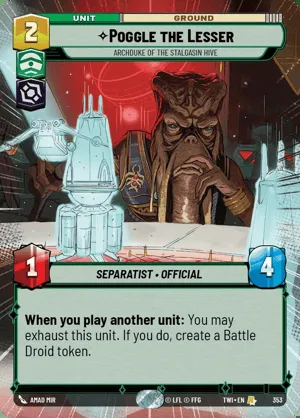 UNIT
GROUND
2
POGGLE THE LESSER
ARCHDUKE OF THE STALGASIN HIVE
1
4
SEPARATIST • OFFICIAL
When you play another unit: You may
exhaust this unit. If you do, create a Battle
Droid token.
AMAD MIR
© LFL © FFG
TWI • EN
353